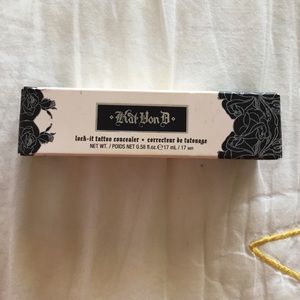 Kat Von D
lock-it tattoo concealer • correcteur de tatouage
NET WT. / POIDS NET 0.58 fl oz. ℮ 17 mL / 17 мл